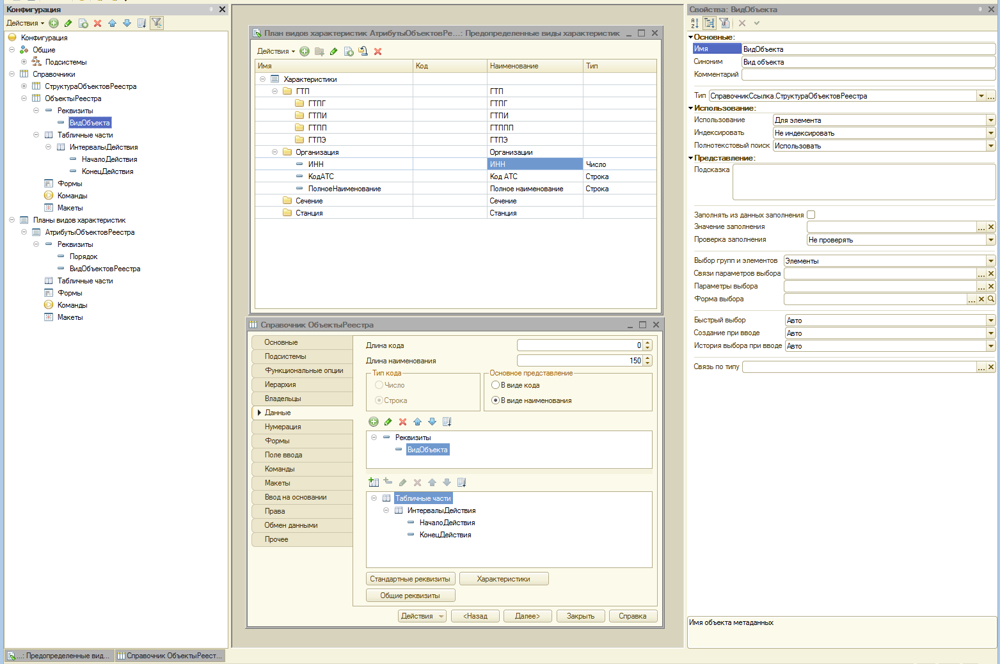 Конфигурация
Действия
Конфигурация
Общие
Подсистемы
Справочники
СтруктураОбъектовРеестра
ОбъектыРеестра
Реквизиты
ВидОбъекта
Табличные части
ИнтервалыДействия
НачалоДействия
КонецДействия
Формы
Команды
Макеты
Планы видов характеристик
АтрибутыОбъектовРеестра
Реквизиты
Порядок
ВидОбъектовРеестра
Табличные части
Формы
Команды
Макеты
План видов характеристик АтрибутыОбъектовРе...: Предопределенные виды характеристик
Действия
Имя Код Наименование Тип
Характеристики
ГТП ГТП
ГТПГ ГТПГ
ГТПИ ГТПИ
ГТПП ГТППП
ГТПЭ ГТПЭ
Организация Организации
ИНН ИНН Число
КодАТС Код АТС Строка
ПолноеНаименование Полное наименование Строка
Сечение Сечение
Станция Станция
Справочник ОбъектыРеестра
Основные
Подсистемы
Функциональные опции
Иерархия
Владельцы
Данные
Нумерация
Формы
Поле ввода
Команды
Макеты
Ввод на основании
Права
Обмен данными
Прочее
Длина кода 0
Длина наименования 150
Тип кода
Число
Строка
Основное представление
В виде кода
В виде наименования
Реквизиты
ВидОбъекта
Табличные части
ИнтервалыДействия
НачалоДействия
КонецДействия
Стандартные реквизиты Характеристики
Общие реквизиты
Действия <Назад Далее> Закрыть Справка
Свойства: ВидОбъекта
Основные:
Имя ВидОбъекта
Синоним Вид объекта
Комментарий
Тип СправочникСсылка.СтруктураОбъектовРеестра ...
Использование:
Использование Для элемента
Индексировать Не индексировать
Полнотекстовый поиск Использовать
Представление:
Подсказка
Заполнять из данных заполнения
Значение заполнения ...
Проверка заполнения Не проверять
Выбор групп и элементов Элементы
Связи параметров выбора ...
Параметры выбора ...
Форма выбора ...
Быстрый выбор Авто
Создание при вводе Авто
История выбора при вводе Авто
Связь по типу ...
Имя объекта метаданных
...: Предопределенные вид... Справочник ОбъектыРеест...